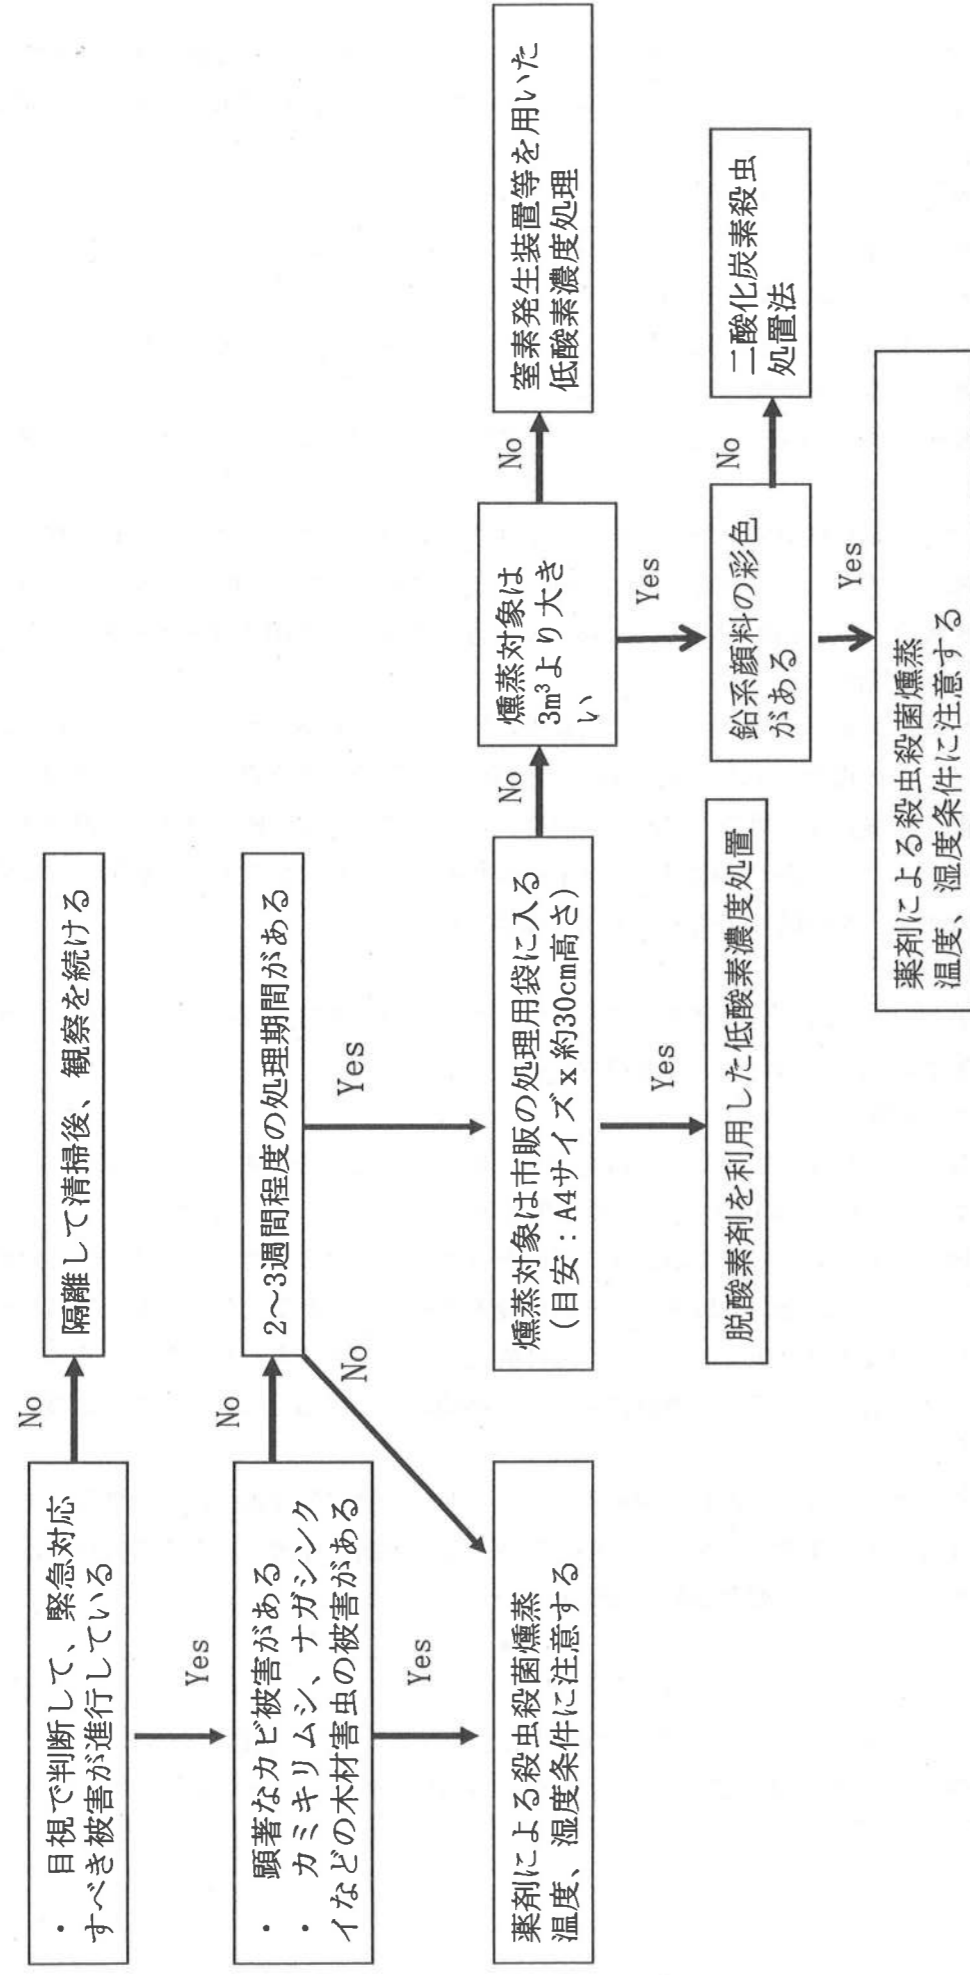 ・　目視で判断して、緊急対応
すべき被害が進行している
No
隔離して清掃後、観察を続ける
Yes
・　顕著なカビ被害がある
・　カミキリムシ、ナガシンク
イなどの木材害虫の被害がある
No
2～3週間程度の処理期間がある
Yes
No
Yes
薬剤による殺虫殺菌燻蒸
温度、湿度条件に注意する
燻蒸対象は市販の処理用袋に入る
(目安：A4サイズｘ約30cm高さ)
No
燻蒸対象は
3m³より大き
い
No
窒素発生装置等を用いた
低酸素濃度処理
Yes
Yes
脱酸素剤を利用した低酸素濃度処置
鉛系顔料の彩色
がある
No
二酸化炭素殺虫
処置法
Yes
薬剤による殺虫殺菌燻蒸
温度、湿度条件に注意する